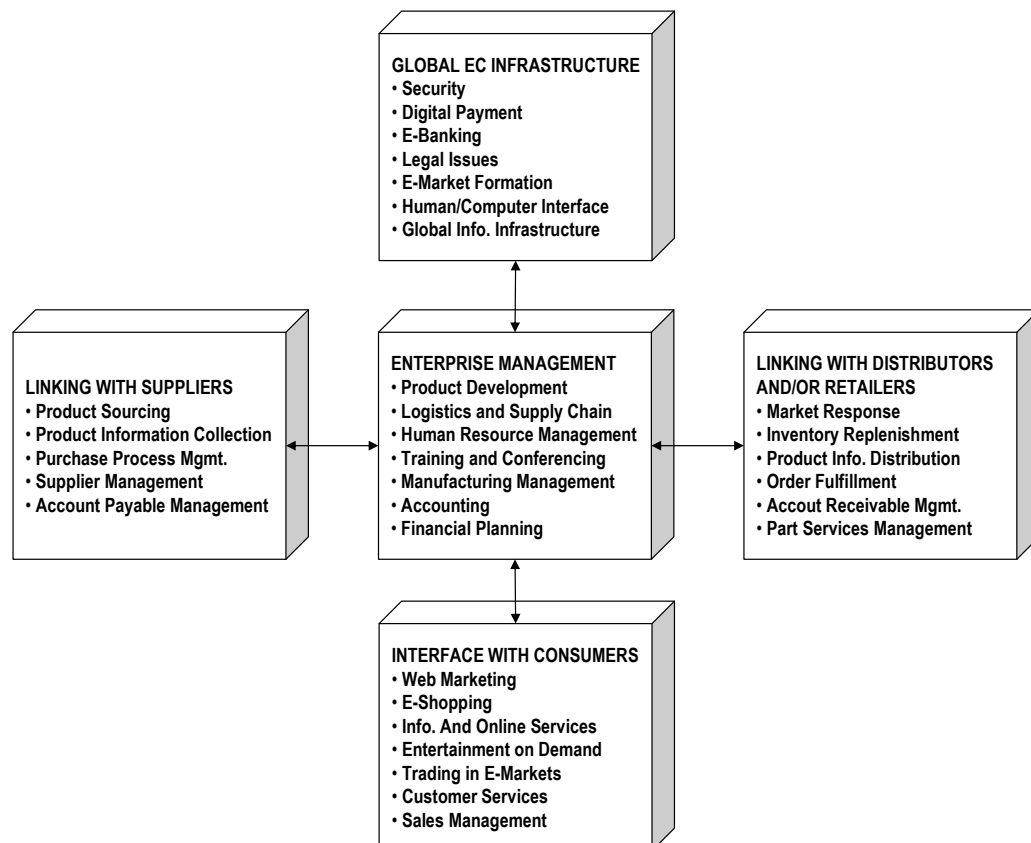 GLOBAL EC INFRASTRUCTURE
• Security
• Digital Payment
• E-Banking
• Legal Issues
• E-Market Formation
• Human/Computer Interface
• Global Info. Infrastructure
LINKING WITH SUPPLIERS
• Product Sourcing
• Product Information Collection
• Purchase Process Mgmt.
• Supplier Management
• Account Payable Management
ENTERPRISE MANAGEMENT
• Product Development
• Logistics and Supply Chain
• Human Resource Management
• Training and Conferencing
• Manufacturing Management
• Accounting
• Financial Planning
LINKING WITH DISTRIBUTORS
AND/OR RETAILERS
• Market Response
• Inventory Replenishment
• Product Info. Distribution
• Order Fulfillment
• Accout Receivable Mgmt.
• Part Services Management
INTERFACE WITH CONSUMERS
• Web Marketing
• E-Shopping
• Info. And Online Services
• Entertainment on Demand
• Trading in E-Markets
• Customer Services
• Sales Management